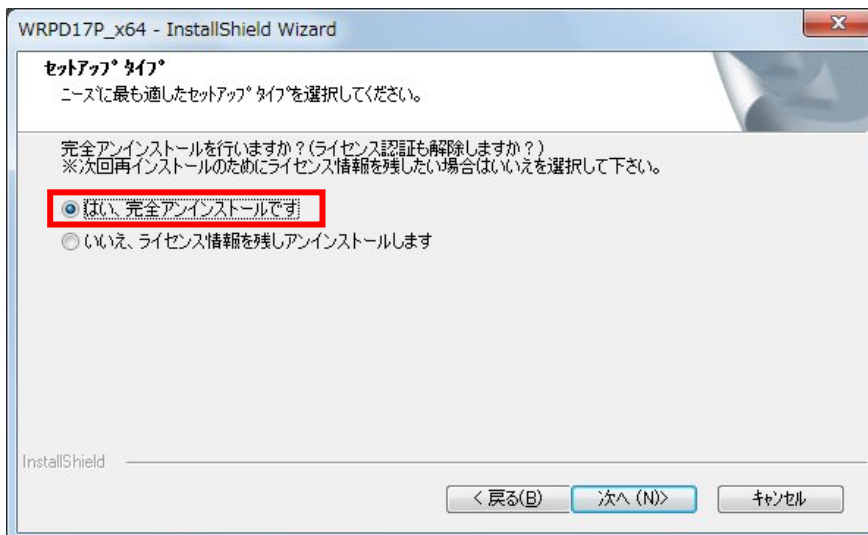 WRPD17P_x64 - InstallShield Wizard
セットアップ タイプ
ニーズに最も適したセットアップ タイプを選択してください。
完全アンインストールを行いますか？(ライセンス認証も解除しますか？)
※次回再インストールのためにライセンス情報を残したい場合はいいえを選択して下さい。
はい、完全アンインストールです
いいえ、ライセンス情報を残しアンインストールします
InstallShield
< 戻る(B)
次へ (N)>
キャンセル